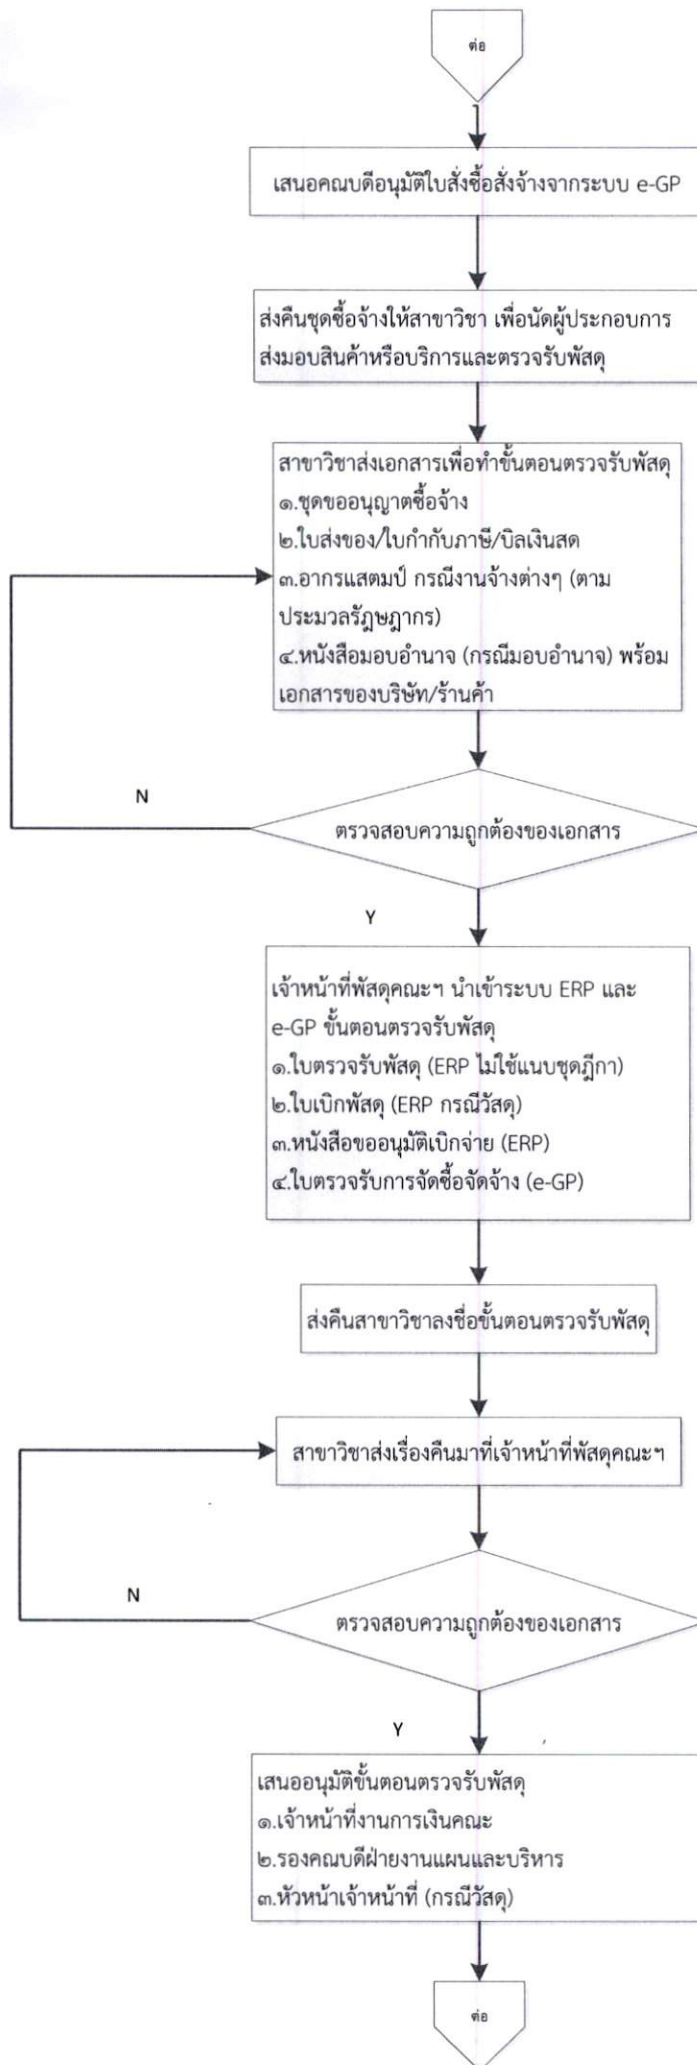 ต่อ
เสนอคณบดีอนุมัติใบสั่งซื้อสั่งจ้างจากระบบ e-GP
ส่งคืนชุดซื้อจ้างให้สาขาวิชา เพื่อนัดผู้ประกอบการ
ส่งมอบสินค้าหรือบริการและตรวจรับพัสดุ
สาขาวิชาส่งเอกสารเพื่อทำขั้นตอนตรวจรับพัสดุ
๑.ชุดขออนุญาตซื้อจ้าง
๒.ใบส่งของ/ใบกำกับภาษี/บิลเงินสด
๓.อากรแสตมป์ กรณีงานจ้างต่างๆ (ตาม
ประมวลรัฎษฎากร)
๔.หนังสือมอบอำนาจ (กรณีมอบอำนาจ) พร้อม
เอกสารของบริษัท/ร้านค้า
N
ตรวจสอบความถูกต้องของเอกสาร
Y
เจ้าหน้าที่พัสดุคณะฯ นำเข้าระบบ ERP และ
e-GP ขั้นตอนตรวจรับพัสดุ
๑.ใบตรวจรับพัสดุ (ERP ไม่ใช้แนบชุดฎีกา)
๒.ใบเบิกพัสดุ (ERP กรณีวัสดุ)
๓.หนังสือขออนุมัติเบิกจ่าย (ERP)
๔.ใบตรวจรับการจัดซื้อจัดจ้าง (e-GP)
ส่งคืนสาขาวิชาลงชื่อขั้นตอนตรวจรับพัสดุ
สาขาวิชาส่งเรื่องคืนมาที่เจ้าหน้าที่พัสดุคณะฯ
N
ตรวจสอบความถูกต้องของเอกสาร
Y
เสนออนุมัติขั้นตอนตรวจรับพัสดุ
๑.เจ้าหน้าที่งานการเงินคณะ
๒.รองคณบดีฝ่ายงานแผนและบริหาร
๓.หัวหน้าเจ้าหน้าที่ (กรณีวัสดุ)
ต่อ